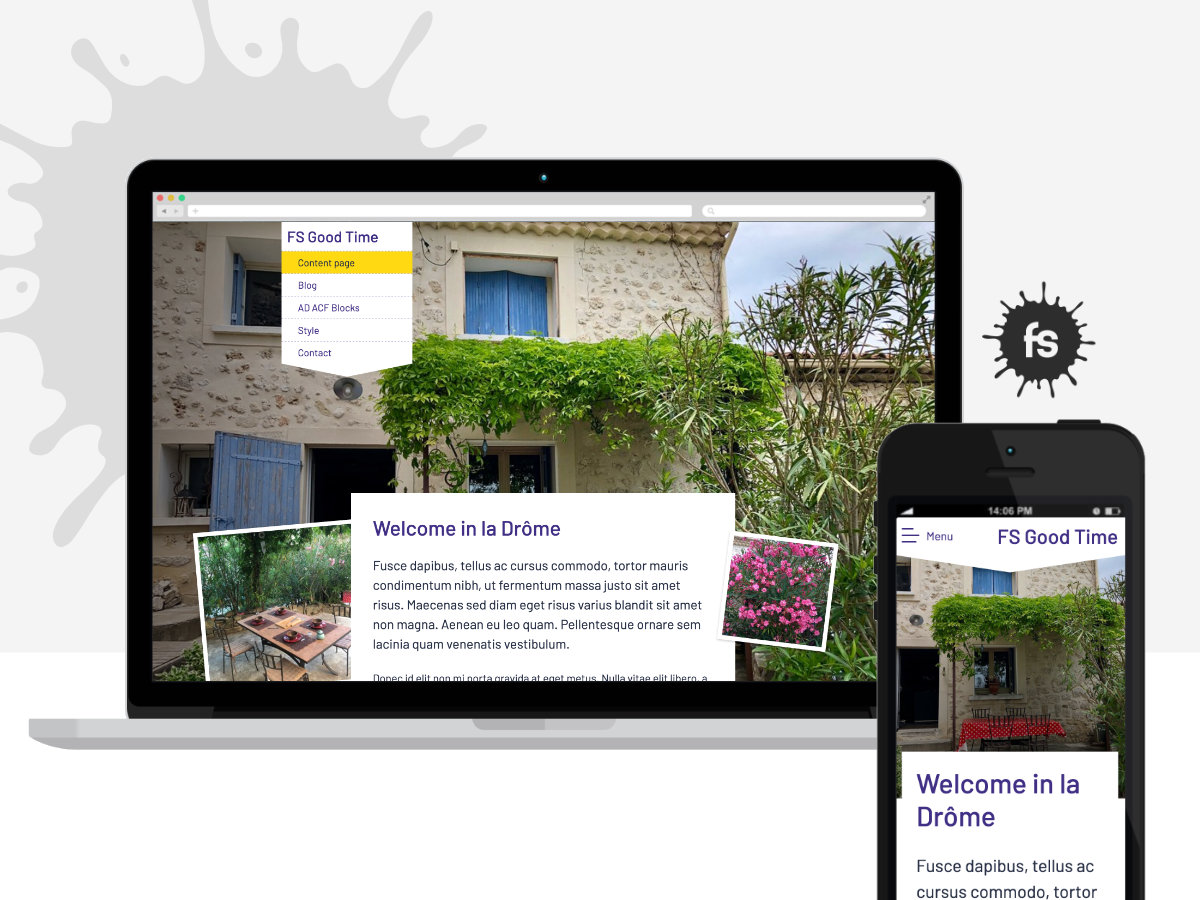 FS Good Time
Content page
Blog
AD ACF Blocks
Style
Contact
Welcome in la Drôme
Fusce dapibus, tellus ac cursus commodo, tortor mauris
condimentum nibh, ut fermentum massa justo sit amet
risus. Maecenas sed diam eget risus varius blandit sit amet
non magna. Aenean eu leo quam. Pellentesque ornare sem
lacinia quam venenatis vestibulum.
Donec id elit non mi porta gravida at eget metus. Nulla vitae elit libero, a
fs
14:06 PM
Menu
FS Good Time
Welcome in la
Drôme
Fusce dapibus, tellus ac
cursus commodo, tortor